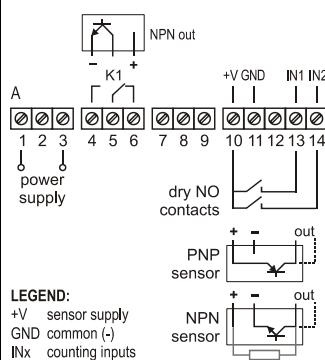 NPN out
- +
K1
+V GND IN1 IN2
A
1 2 3 4 5 6 7 8 9 10 11 12 13 14
power
supply
dry NO
contacts
+ - out
PNP
sensor
+ - out
NPN
sensor
LEGEND:
+V sensor supply
GND common (-)
INx counting inputs